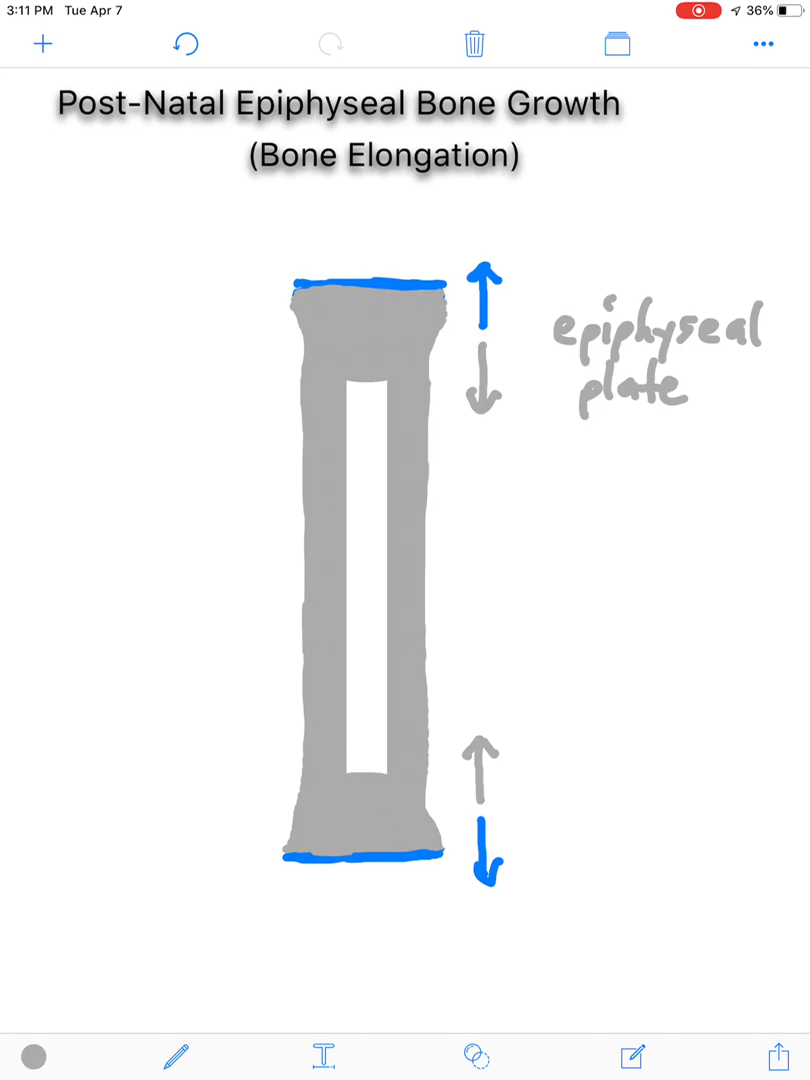 3:11 PM Tue Apr 7
36%
Post-Natal Epiphyseal Bone Growth
(Bone Elongation)
epiphyseal
plate
T